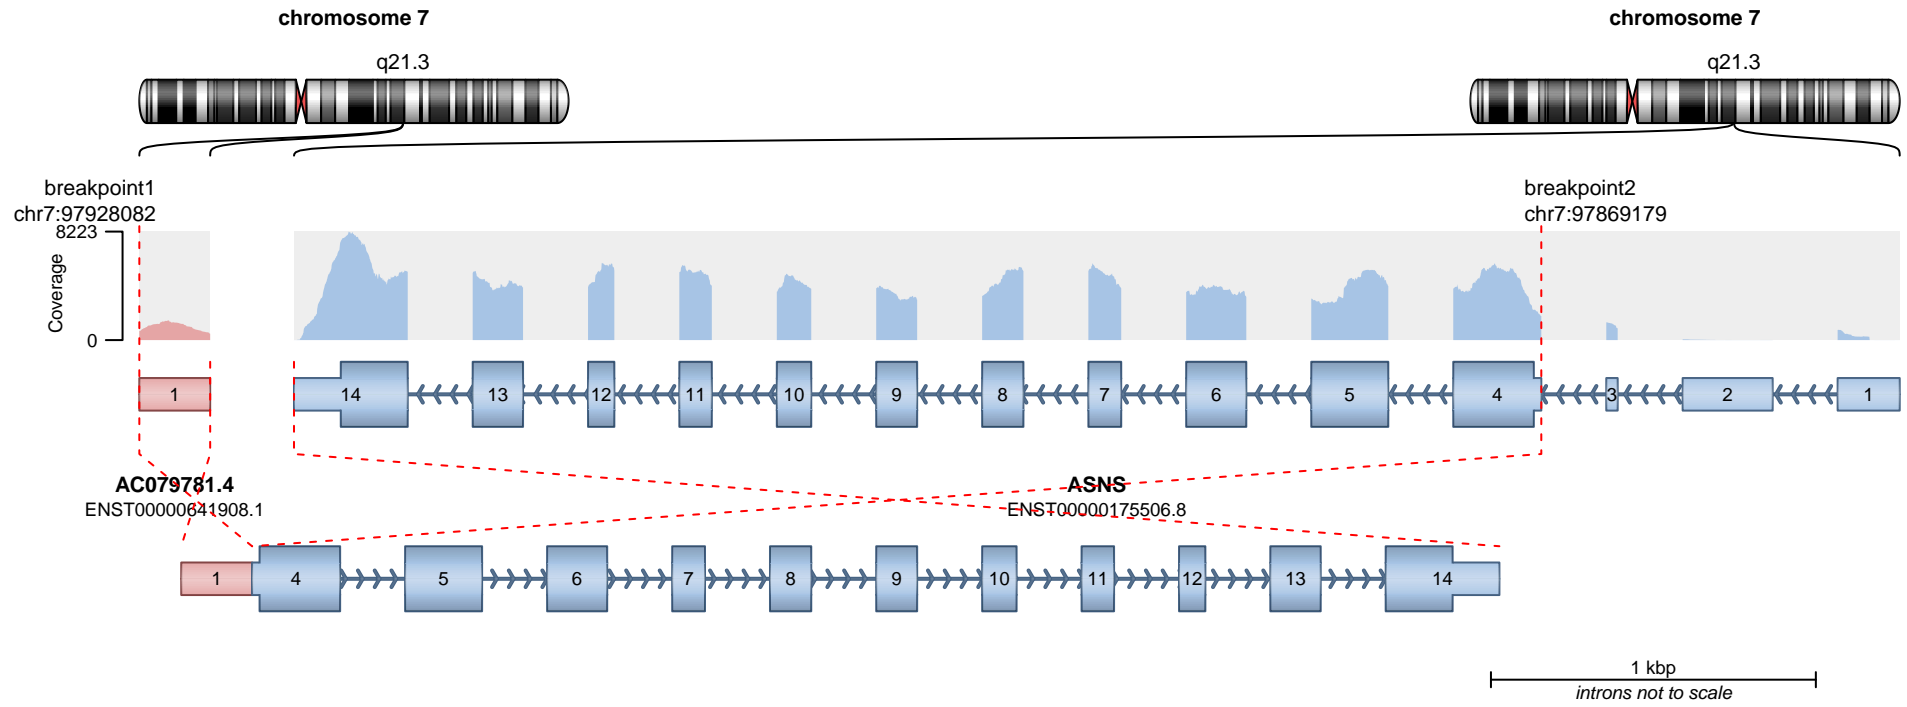 chromosome 7
chromosome 7
q21.3
q21.3
breakpoint1
chr7:97928082
breakpoint2
chr7:97869179
8223
Coverage
0
1
14
13
12
11
10
9
8
7
6
5
4
3
2
1
AC079781.4
ENST00000641908.1
ASNS
ENST00000175506.8
1
4
5
6
7
8
9
10
11
12
13
14
1 kbp
introns not to scale